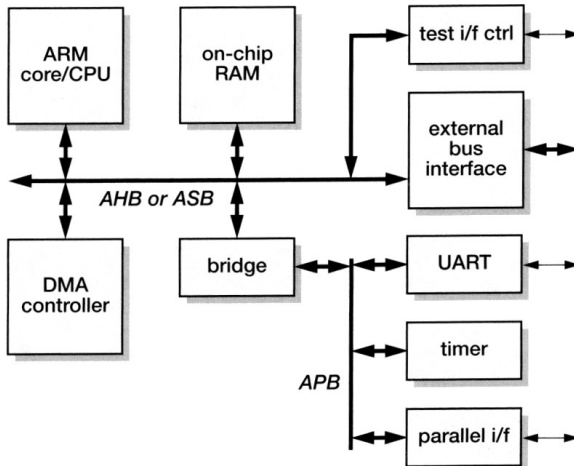 ARM
core/CPU
on-chip
RAM
test i/f ctrl
external
bus
interface
AHB or ASB
DMA
controller
bridge
UART
timer
APB
parallel i/f